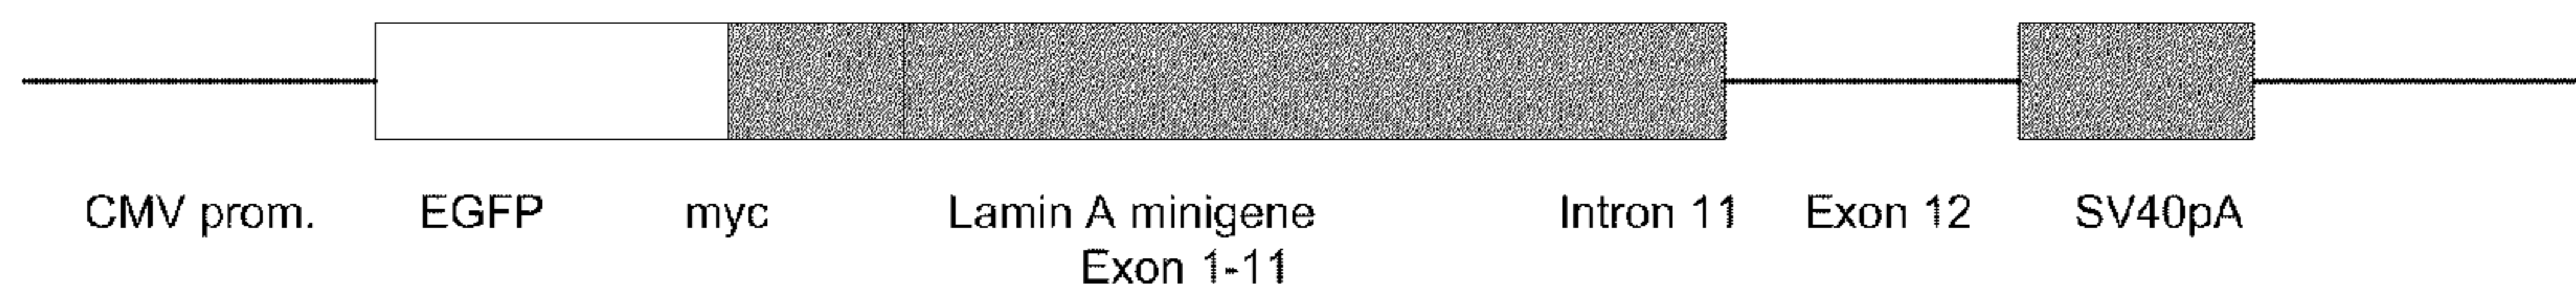 CMV prom. EGFP myc Lamin A minigene Intron 11 Exon 12 SV40pA
Exon 1-11